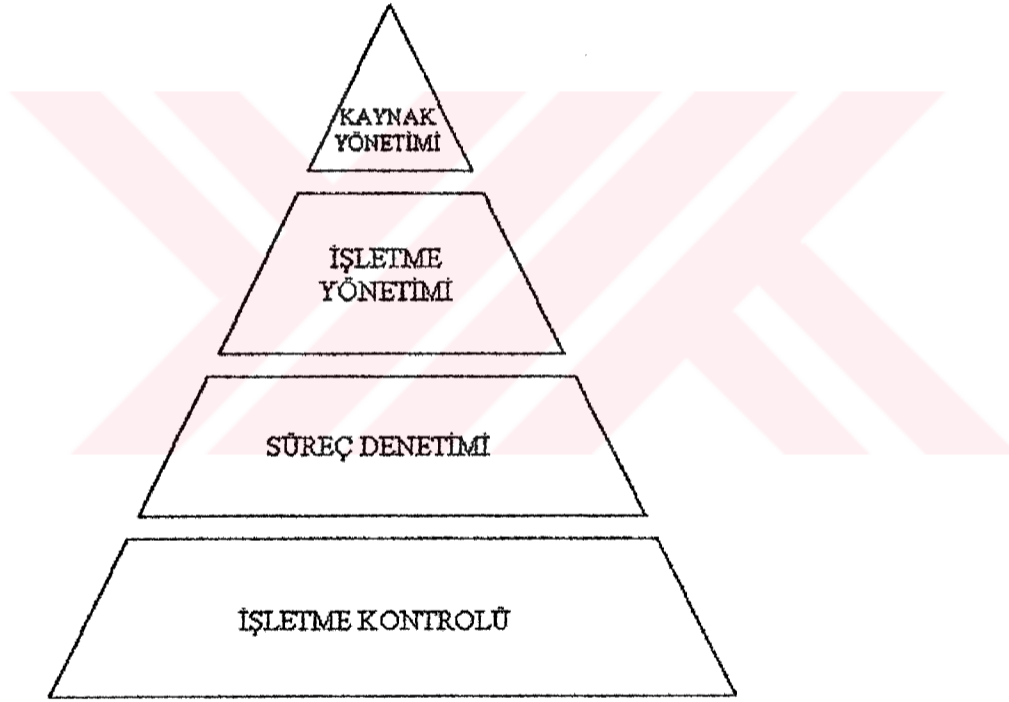 KAYNAK
YÖNETİMİ
İŞLETME
YÖNETİMİ
SÜREÇ DENETİMİ
İŞLETME KONTROLÜ